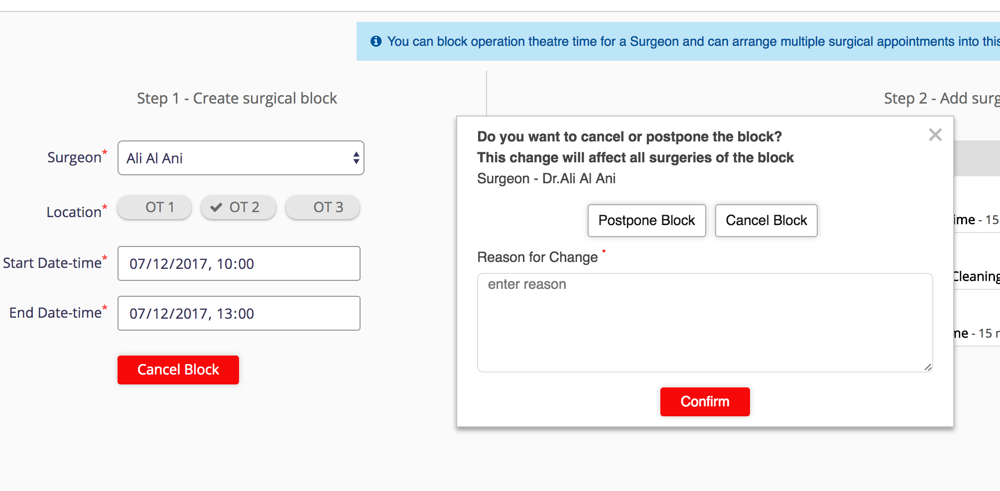 You can block operation theatre time for a Surgeon and can arrange multiple surgical appointments into this
Step 1 - Create surgical block
Step 2 - Add surg
Surgeon*
Ali Al Ani
Location*
OT 1
OT 2
OT 3
Start Date-time*
07/12/2017, 10:00
End Date-time*
07/12/2017, 13:00
Cancel Block
Do you want to cancel or postpone the block?
This change will affect all surgeries of the block
Surgeon - Dr.Ali Al Ani
Postpone Block
Cancel Block
Reason for Change *
enter reason
Confirm
ime - 15
Cleaning
me - 15